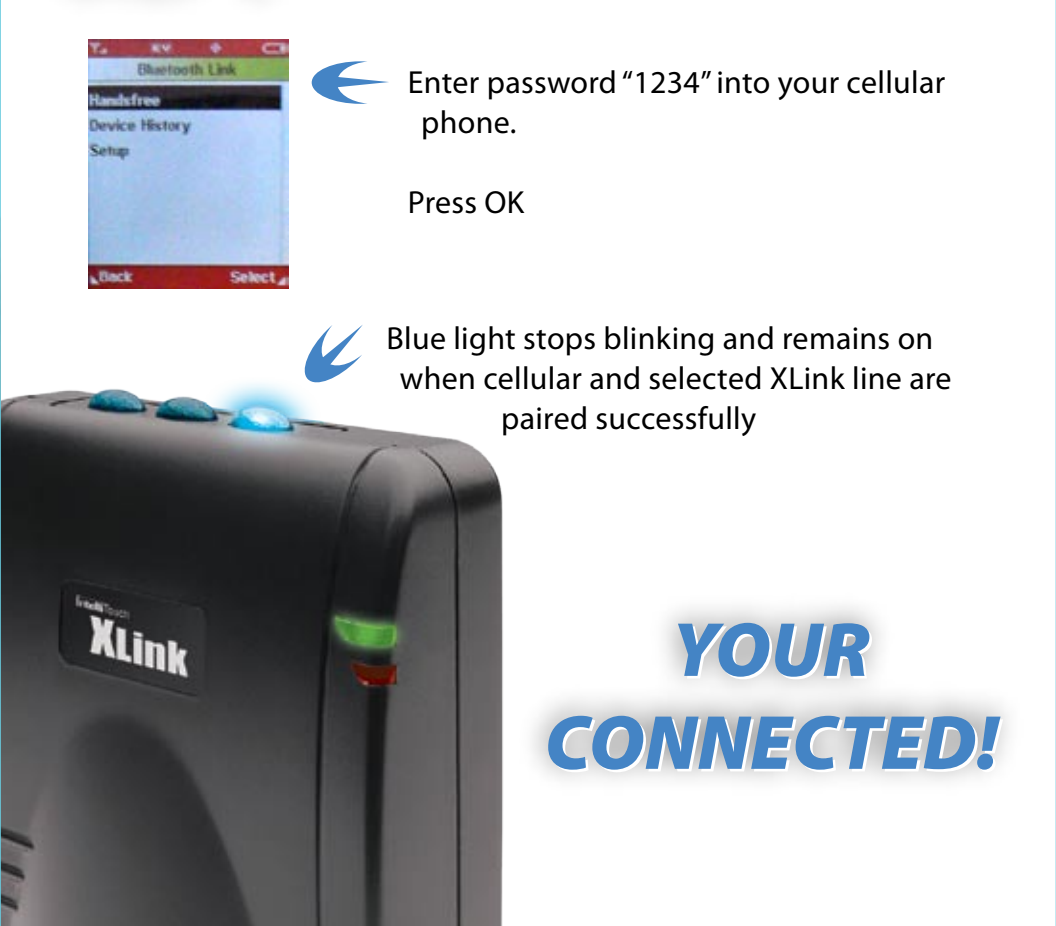 Bluetooth Link
Handsfree
Device History
Setup
Back Select
Enter password “1234” into your cellular
phone.
Press OK
Blue light stops blinking and remains on
when cellular and selected XLink line are
paired successfully
IntelliTouch
XLink
YOUR
CONNECTED!